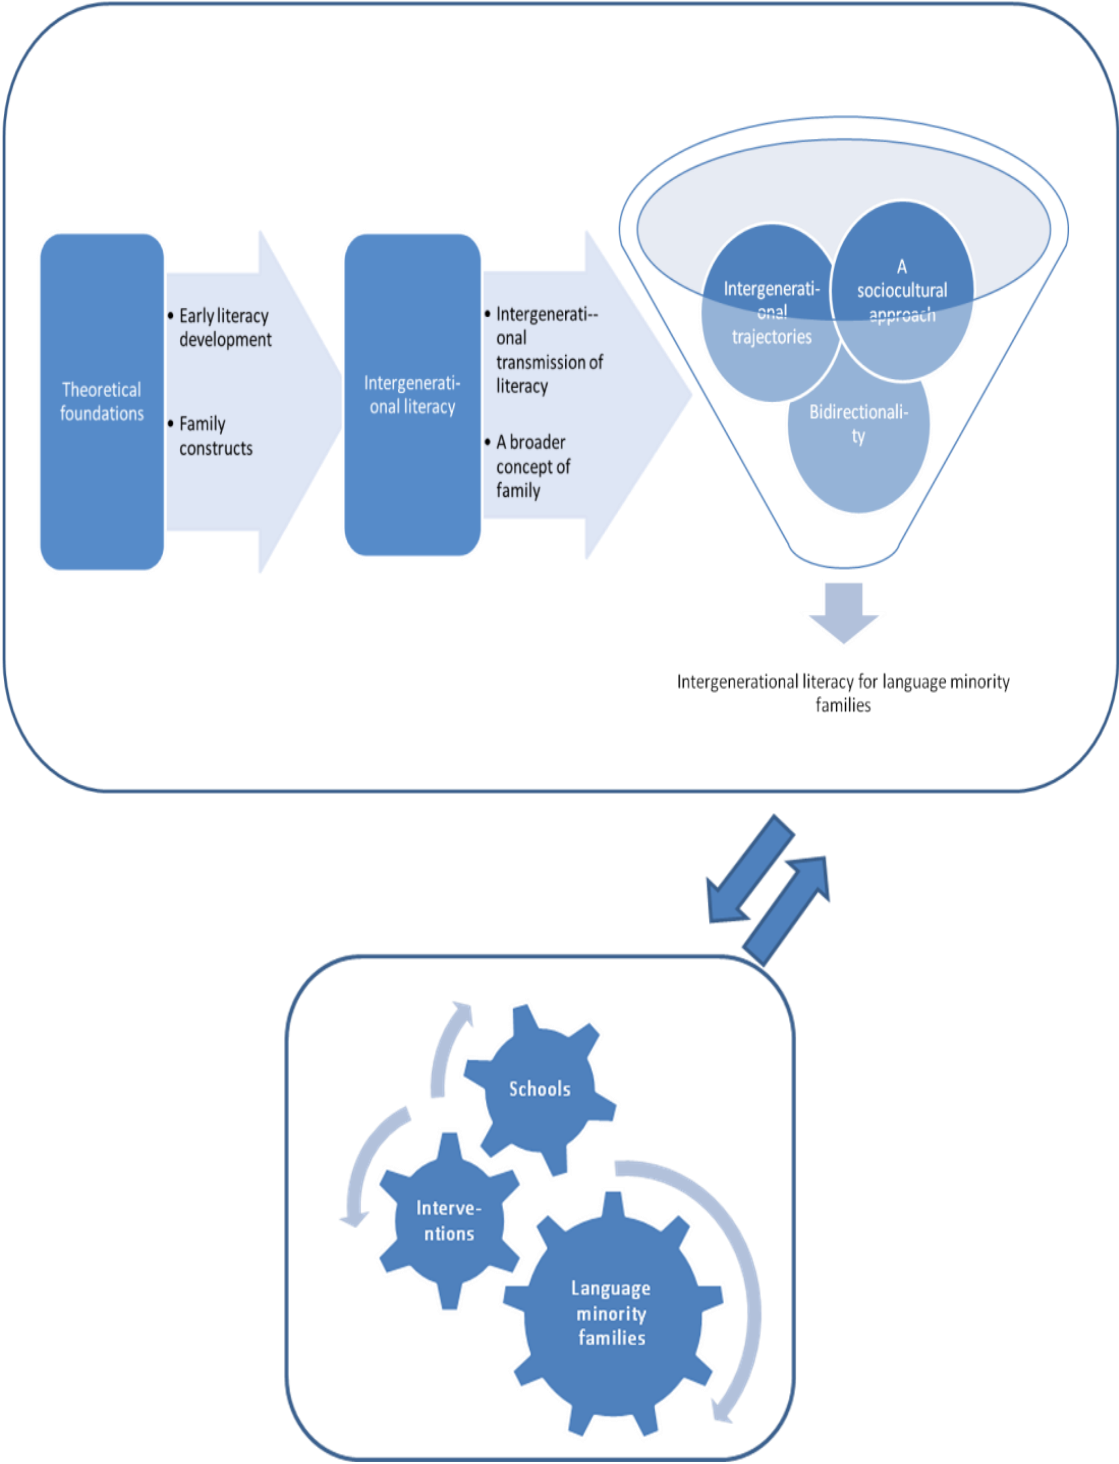 Theoretical
foundations
• Early literacy
development
• Family
constructs
Intergenerati-
onal literacy
• Intergenerati--
onal
transmission of
literacy
• A broader
concept of
family
Intergenerati-
onal
trajectories
A
sociocultural
approach
Bidirectionali-
ty
Intergenerational literacy for language minority
families
Schools
Interve-
ntions
Language
minority
families